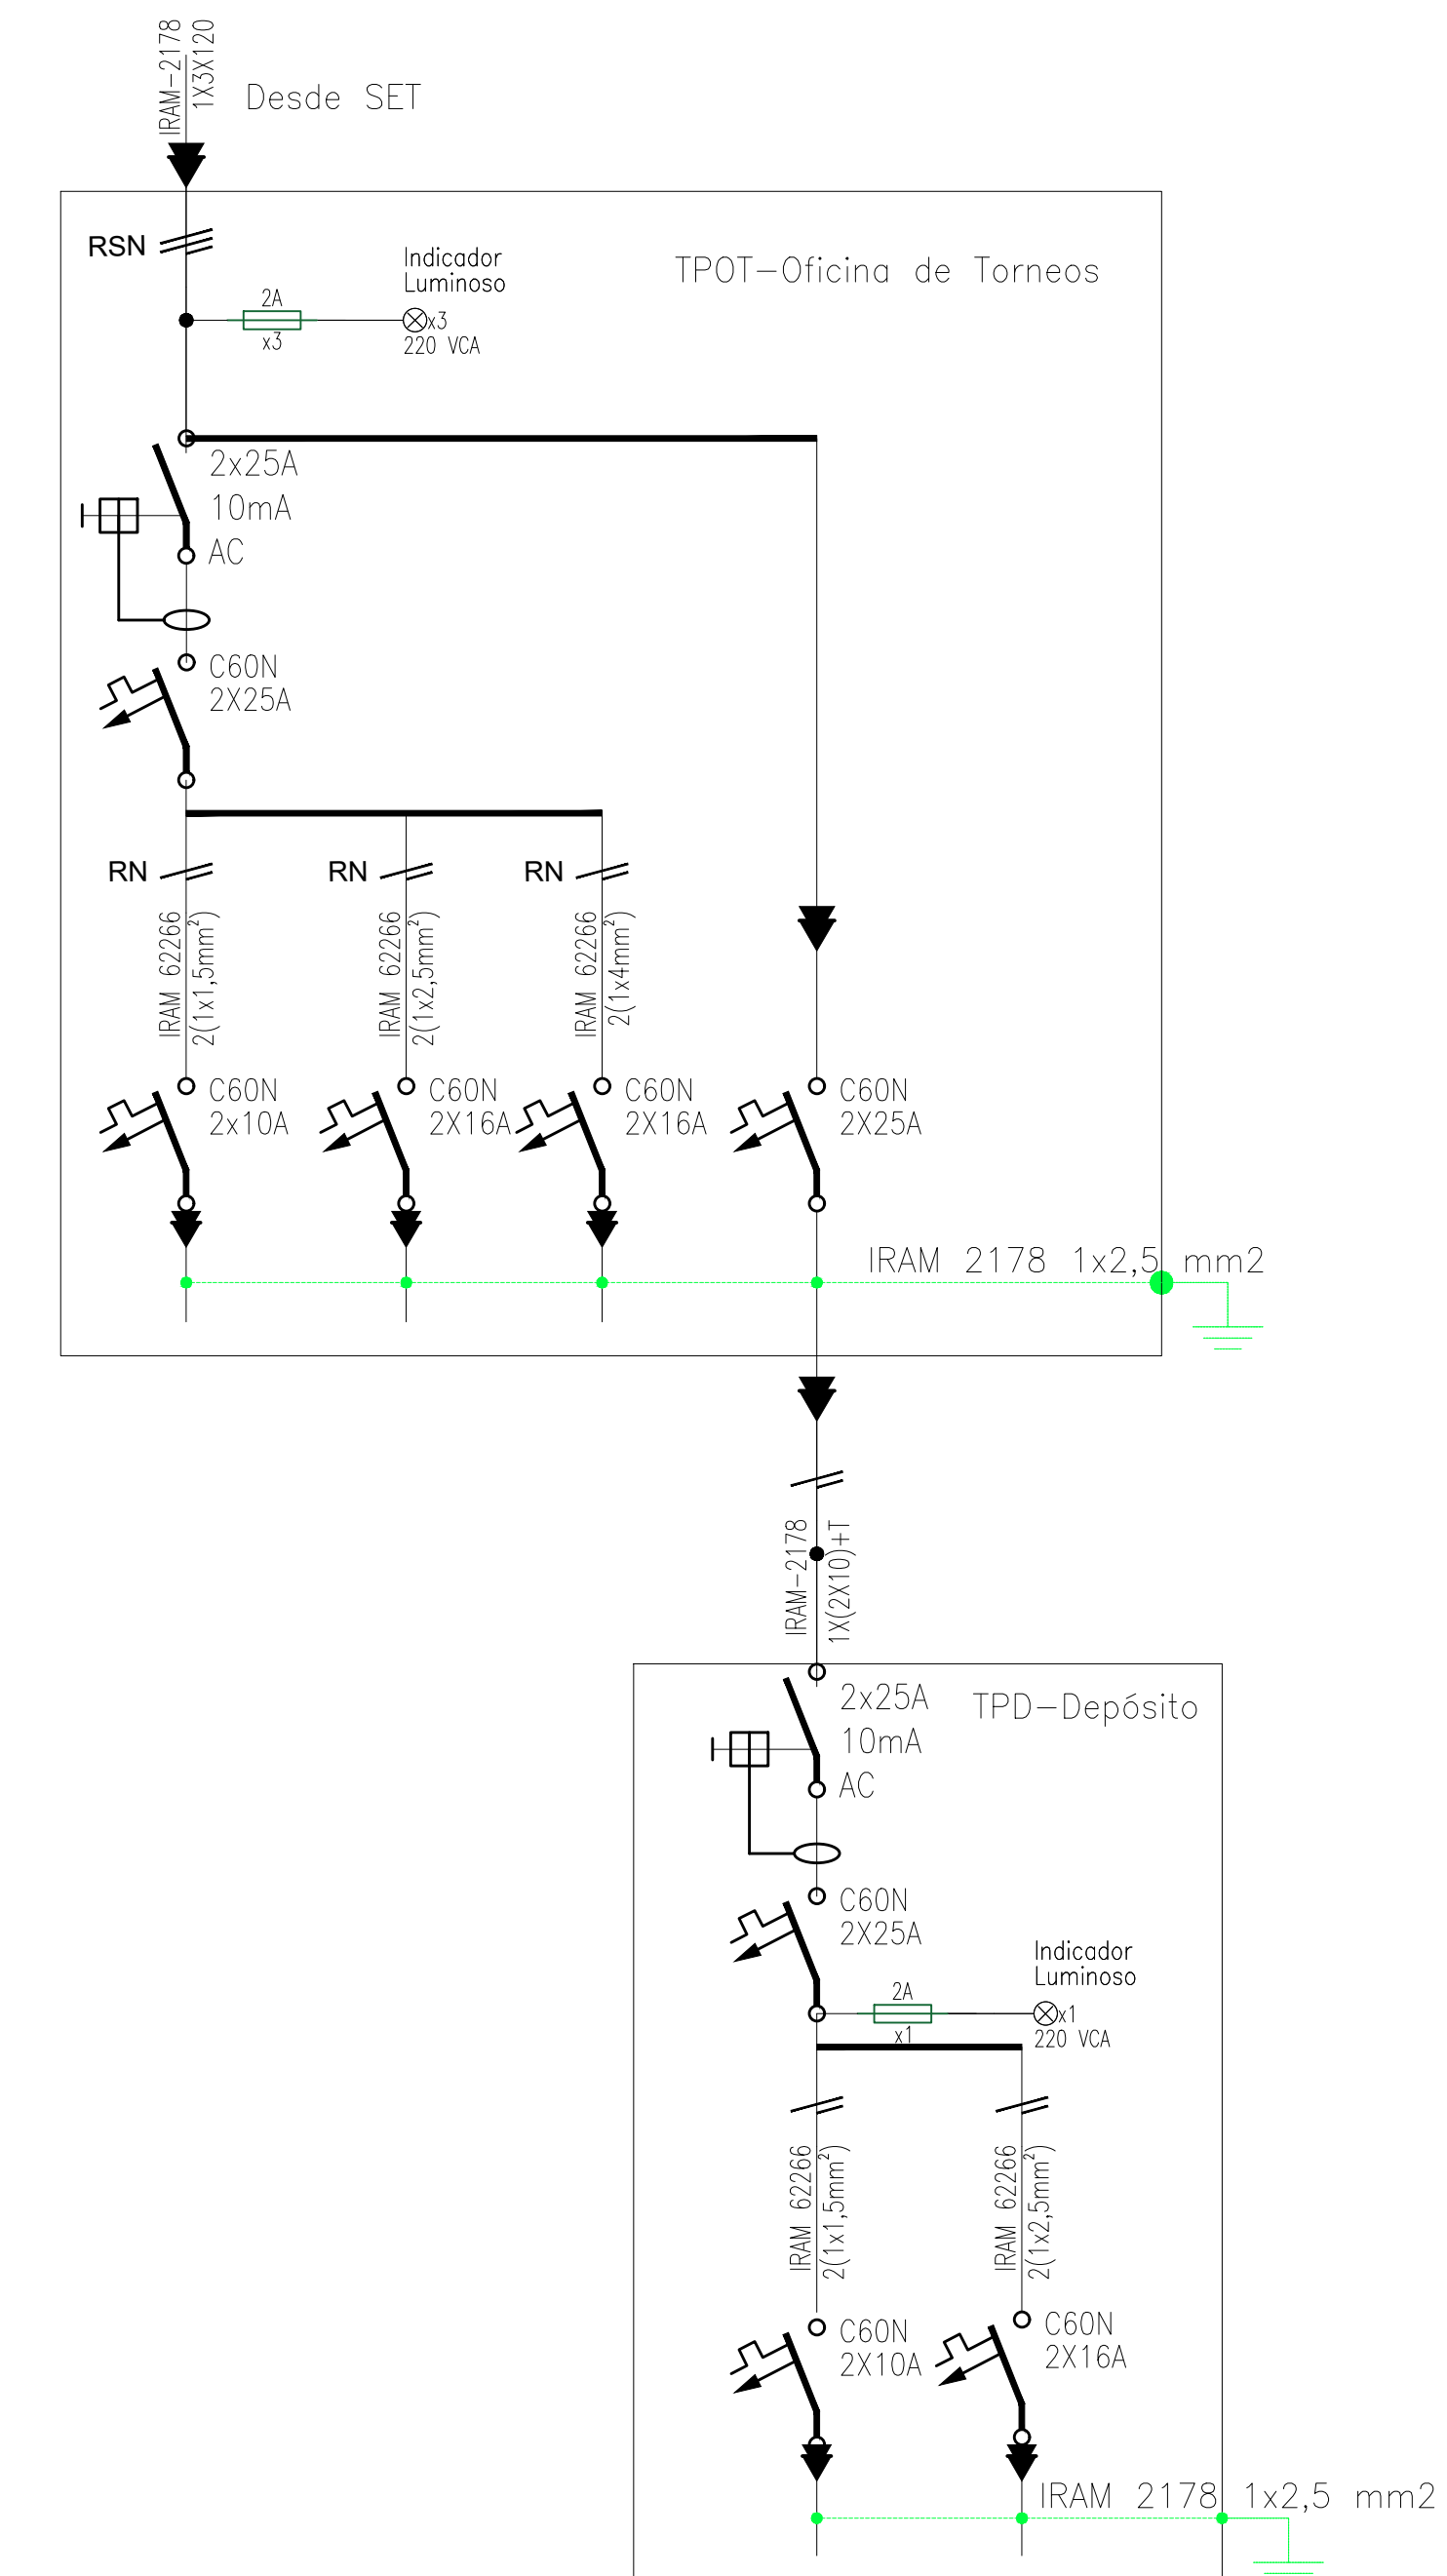 IRAM-2178
1X3X120
Desde SET
RSN
Indicador
Luminoso
TPOT-Oficina de Torneos
2A
x3
x3
220 VCA
2x25A
10mA
AC
C60N
2X25A
RN
RN
RN
IRAM 62266
2(1x1,5mm²)
IRAM 62266
2(1x2,5mm²)
IRAM 62266
2(1x4mm²)
C60N
2x10A
C60N
2X16A
C60N
2X16A
C60N
2X25A
IRAM 2178 1x2,5 mm2
IRAM-2178
1X(2X10)+T
TPD-Depósito
2x25A
10mA
AC
C60N
2X25A
Indicador
Luminoso
2A
x1
x1
220 VCA
IRAM 62266
2(1x1,5mm²)
IRAM 62266
2(1x2,5mm²)
C60N
2X10A
C60N
2X16A
IRAM 2178 1x2,5 mm2